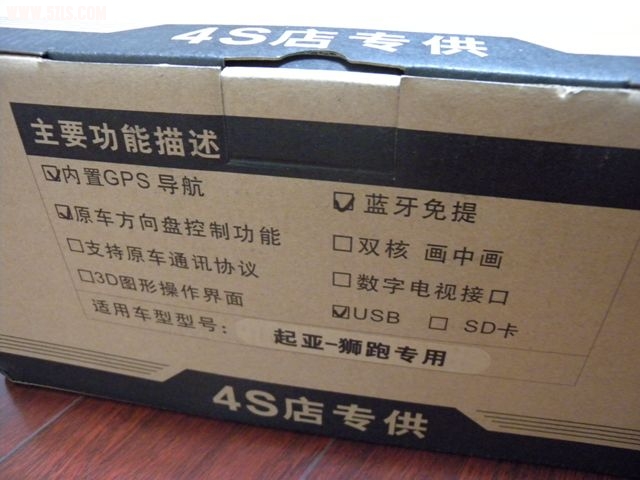 4S店专供
主要功能描述
☑内置GPS 导航
☑原车方向盘控制功能
☐支持原车通讯协议
☐3D图形操作界面
☑蓝牙免提
☐双核 画中画
☐数字电视接口
☑USB ☐ SD卡
适用车型型号： 起亚-狮跑专用
4S店专供